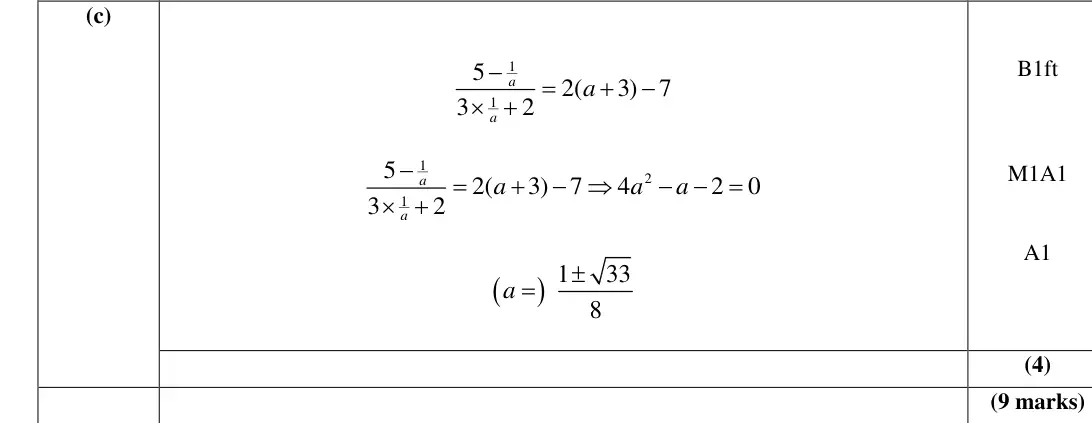 (c)
(5 − 1/a)/(3 × 1/a + 2) = 2(a + 3) − 7
B1ft
(5 − 1/a)/(3 × 1/a + 2) = 2(a + 3) − 7 ⇒ 4a² − a − 2 = 0
M1A1
(a =) (1 ± √33)/8
A1
(4)
(9 marks)